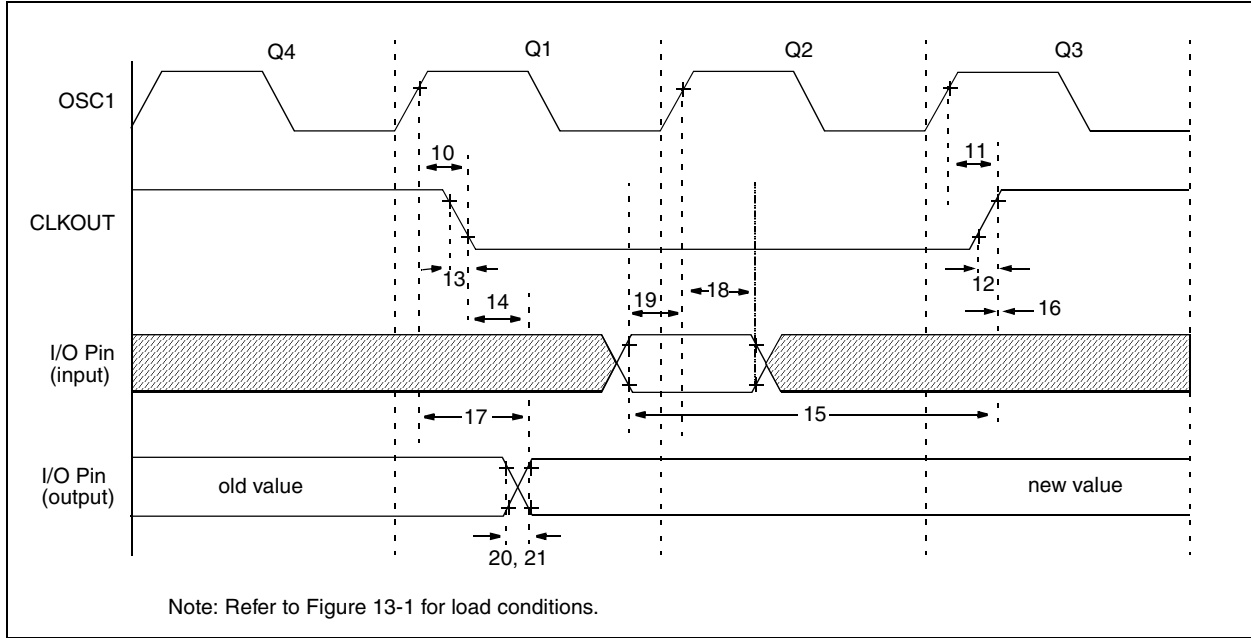 Q4 Q1 Q2 Q3
OSC1
10 11
CLKOUT
13 12
14 19 18 16
I/O Pin
(input)
17 15
I/O Pin
(output)
old value new value
20, 21
Note: Refer to Figure 13-1 for load conditions.